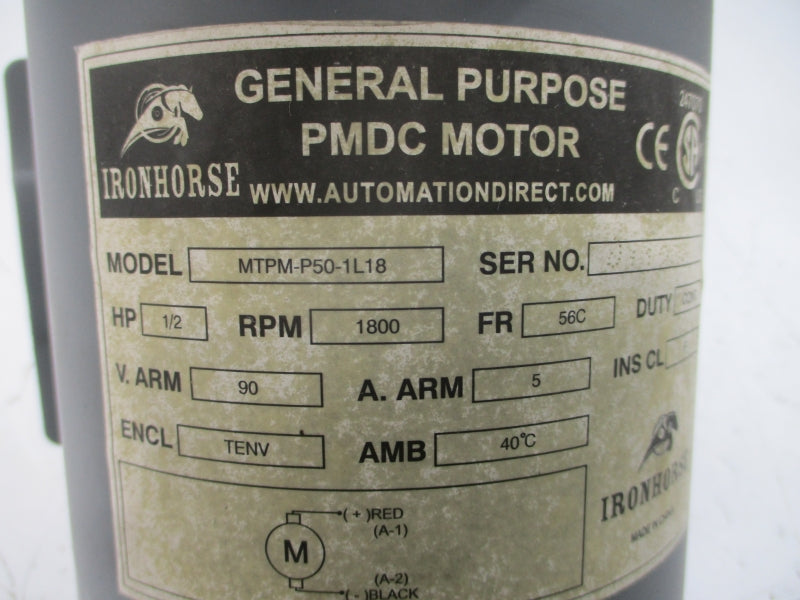 GENERAL PURPOSE
PMDC MOTOR
IRONHORSE
WWW.AUTOMATIONDIRECT.COM
CE
C
MODEL MTPM-P50-1L18 SER NO.
HP 1/2 RPM 1800 FR 56C DUTY
V. ARM 90 A. ARM 5 INS CL
ENCL TENV AMB 40°C
IRONHORSE
MADE IN
M
(+)RED
(A-1)
(A-2)
(-)BLACK